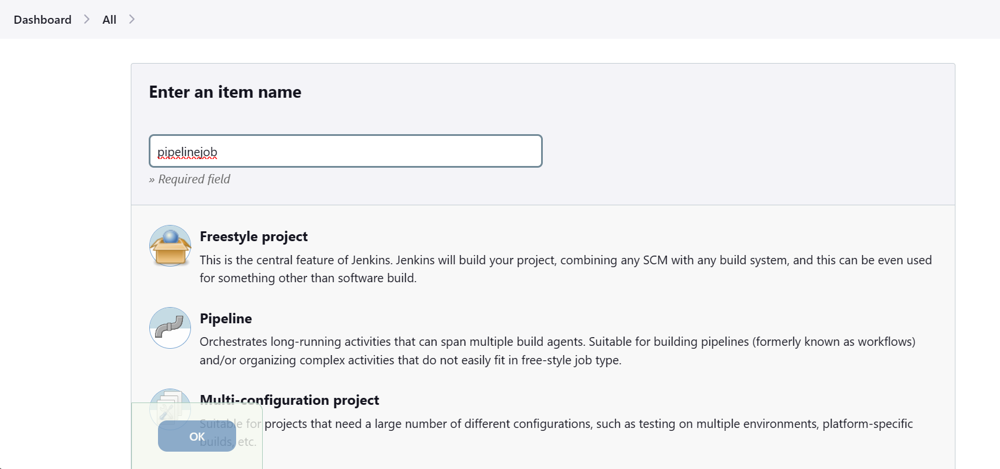 Dashboard > All >
Enter an item name
pipelinejob
» Required field
Freestyle project
This is the central feature of Jenkins. Jenkins will build your project, combining any SCM with any build system, and this can be even used
for something other than software build.
Pipeline
Orchestrates long-running activities that can span multiple build agents. Suitable for building pipelines (formerly known as workflows)
and/or organizing complex activities that do not easily fit in free-style job type.
Multi-configuration project
Suitable for projects that need a large number of different configurations, such as testing on multiple environments, platform-specific
builds, etc.
OK